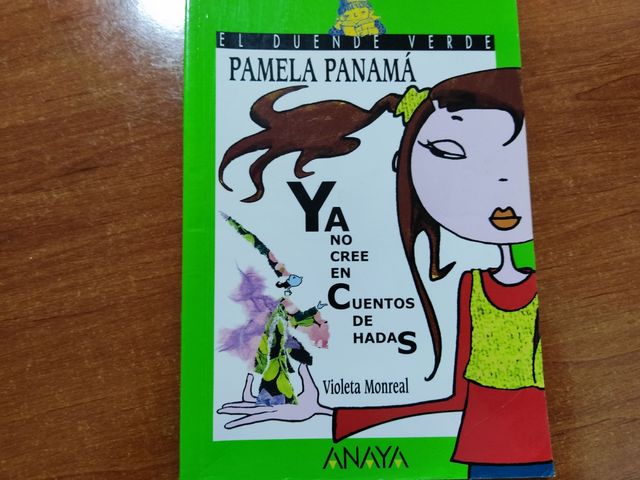 EL DUENDE VERDE
PAMELA PANAMÁ
YA
NO
CREE
EN
CUENTOS
DE
HADAS
Violeta Monreal
ANAYA